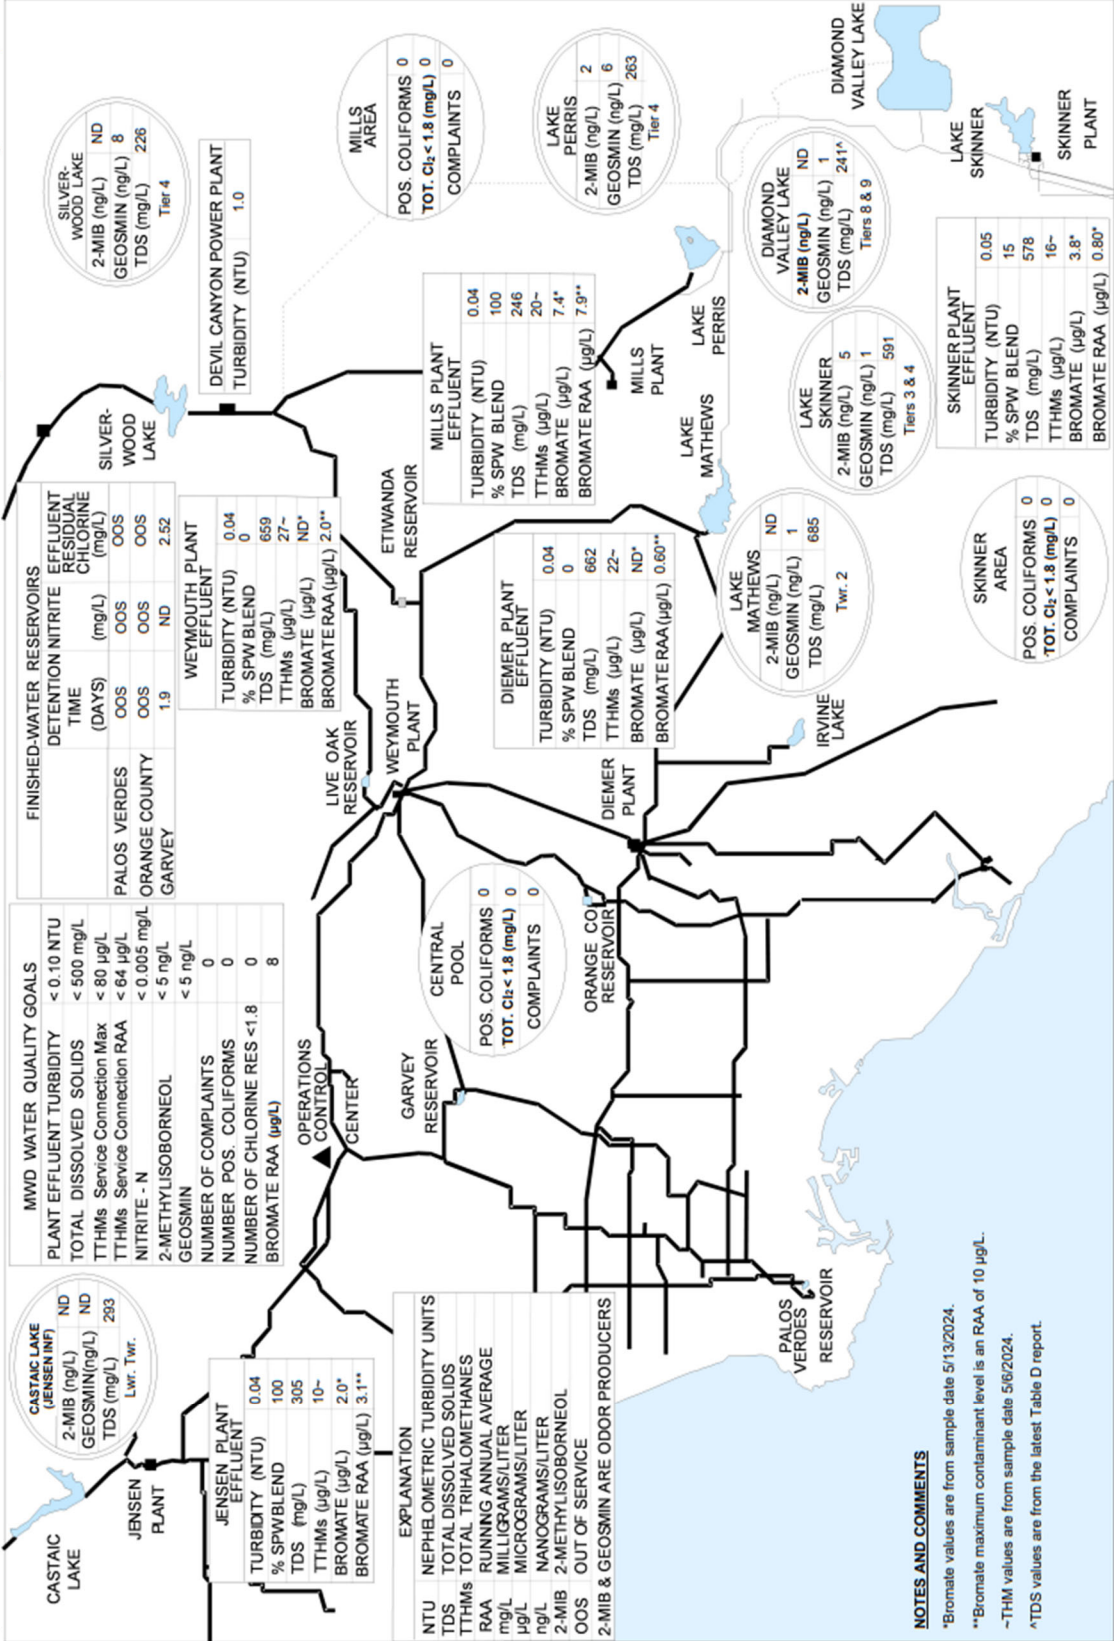 CASTAIC LAKE
(JENSEN INF)
2-MIB (ng/L) ND
GEOSMIN(ng/L) ND
TDS (mg/L) 293
Lwr. Twr.
MWD WATER QUALITY GOALS
PLANT EFFLUENT TURBIDITY < 0.10 NTU
TOTAL DISSOLVED SOLIDS < 500 mg/L
TTHMs Service Connection Max < 80 µg/L
TTHMs Service Connection RAA < 64 µg/L
NITRITE - N < 0.005 mg/L
2-METHYLISOBORNEOL < 5 ng/L
GEOSMIN < 5 ng/L
NUMBER OF COMPLAINTS 0
NUMBER POS. COLIFORMS 0
NUMBER OF CHLORINE RES <1.8 0
BROMATE RAA (µg/L) 8
FINISHED-WATER RESERVOIRS
DETENTION NITRITE EFFLUENT
TIME RESIDUAL
CHLORINE
(DAYS) (mg/L) (mg/L)
PALOS VERDES OOS OOS OOS
ORANGE COUNTY OOS OOS OOS
GARVEY 1.9 ND 2.52
SILVER-
WOOD LAKE
2-MIB (ng/L) ND
GEOSMIN (ng/L) 8
TDS (mg/L) 226
Tier 4
CASTAIC
LAKE
JENSEN
PLANT
SILVER-
WOOD
LAKE
DEVIL CANYON POWER PLANT
TURBIDITY (NTU) 1.0
JENSEN PLANT
EFFLUENT
TURBIDITY (NTU) 0.04
% SPW BLEND 100
TDS (mg/L) 305
TTHMs (µg/L) 10~
BROMATE (µg/L) 2.0*
BROMATE RAA (µg/L) 3.1**
WEYMOUTH PLANT
EFFLUENT
TURBIDITY (NTU) 0.04
% SPW BLEND 0
TDS (mg/L) 659
TTHMs (µg/L) 27~
BROMATE (µg/L) ND*
BROMATE RAA (µg/L) 2.0**
OPERATIONS
CONTROL
CENTER
LIVE OAK
RESERVOIR
WEYMOUTH
PLANT
ETIWANDA
RESERVOIR
MILLS
AREA
POS. COLIFORMS 0
TOT. Cl₂ < 1.8 (mg/L) 0
COMPLAINTS 0
EXPLANATION
NTU NEPHELOMETRIC TURBIDITY UNITS
TDS TOTAL DISSOLVED SOLIDS
TTHMs TOTAL TRIHALOMETHANES
RAA RUNNING ANNUAL AVERAGE
mg/L MILLIGRAMS/LITER
µg/L MICROGRAMS/LITER
ng/L NANOGRAMS/LITER
2-MIB 2-METHYLISOBORNEOL
OOS OUT OF SERVICE
2-MIB & GEOSMIN ARE ODOR PRODUCERS
GARVEY
RESERVOIR
CENTRAL
POOL
POS. COLIFORMS 0
TOT. Cl₂ < 1.8 (mg/L) 0
COMPLAINTS 0
MILLS PLANT
EFFLUENT
TURBIDITY (NTU) 0.04
% SPW BLEND 100
TDS (mg/L) 246
TTHMs (µg/L) 20~
BROMATE (µg/L) 7.4*
BROMATE RAA (µg/L) 7.9**
LAKE
PERRIS
2-MIB (ng/L) 2
GEOSMIN (ng/L) 6
TDS (mg/L) 263
Tier 4
DIEMER PLANT
EFFLUENT
TURBIDITY (NTU) 0.04
% SPW BLEND 0
TDS (mg/L) 662
TTHMs (µg/L) 22~
BROMATE (µg/L) ND*
BROMATE RAA (µg/L) 0.60**
ORANGE CO.
RESERVOIR
DIEMER
PLANT
MILLS
PLANT
LAKE
PERRIS
LAKE
MATHEWS
LAKE
MATHEWS
2-MIB (ng/L) ND
GEOSMIN (ng/L) 1
TDS (mg/L) 685
Twr. 2
DIAMOND
VALLEY LAKE
2-MIB (ng/L) ND
GEOSMIN (ng/L) 1
TDS (mg/L) 241^
Tiers 8 & 9
DIAMOND
VALLEY LAKE
PALOS
VERDES
RESERVOIR
IRVINE
LAKE
LAKE
SKINNER
2-MIB (ng/L) 5
GEOSMIN (ng/L) 1
TDS (mg/L) 591
Tiers 3 & 4
LAKE
SKINNER
SKINNER
PLANT
SKINNER PLANT
EFFLUENT
TURBIDITY (NTU) 0.05
% SPW BLEND 15
TDS (mg/L) 578
TTHMs (µg/L) 16~
BROMATE (µg/L) 3.8*
BROMATE RAA (µg/L) 0.80*
SKINNER
AREA
POS. COLIFORMS 0
TOT. Cl₂ < 1.8 (mg/L) 0
COMPLAINTS 0
NOTES AND COMMENTS
*Bromate values are from sample date 5/13/2024.
**Bromate maximum contaminant level is an RAA of 10 µg/L.
~THM values are from sample date 5/6/2024.
^TDS values are from the latest Table D report.